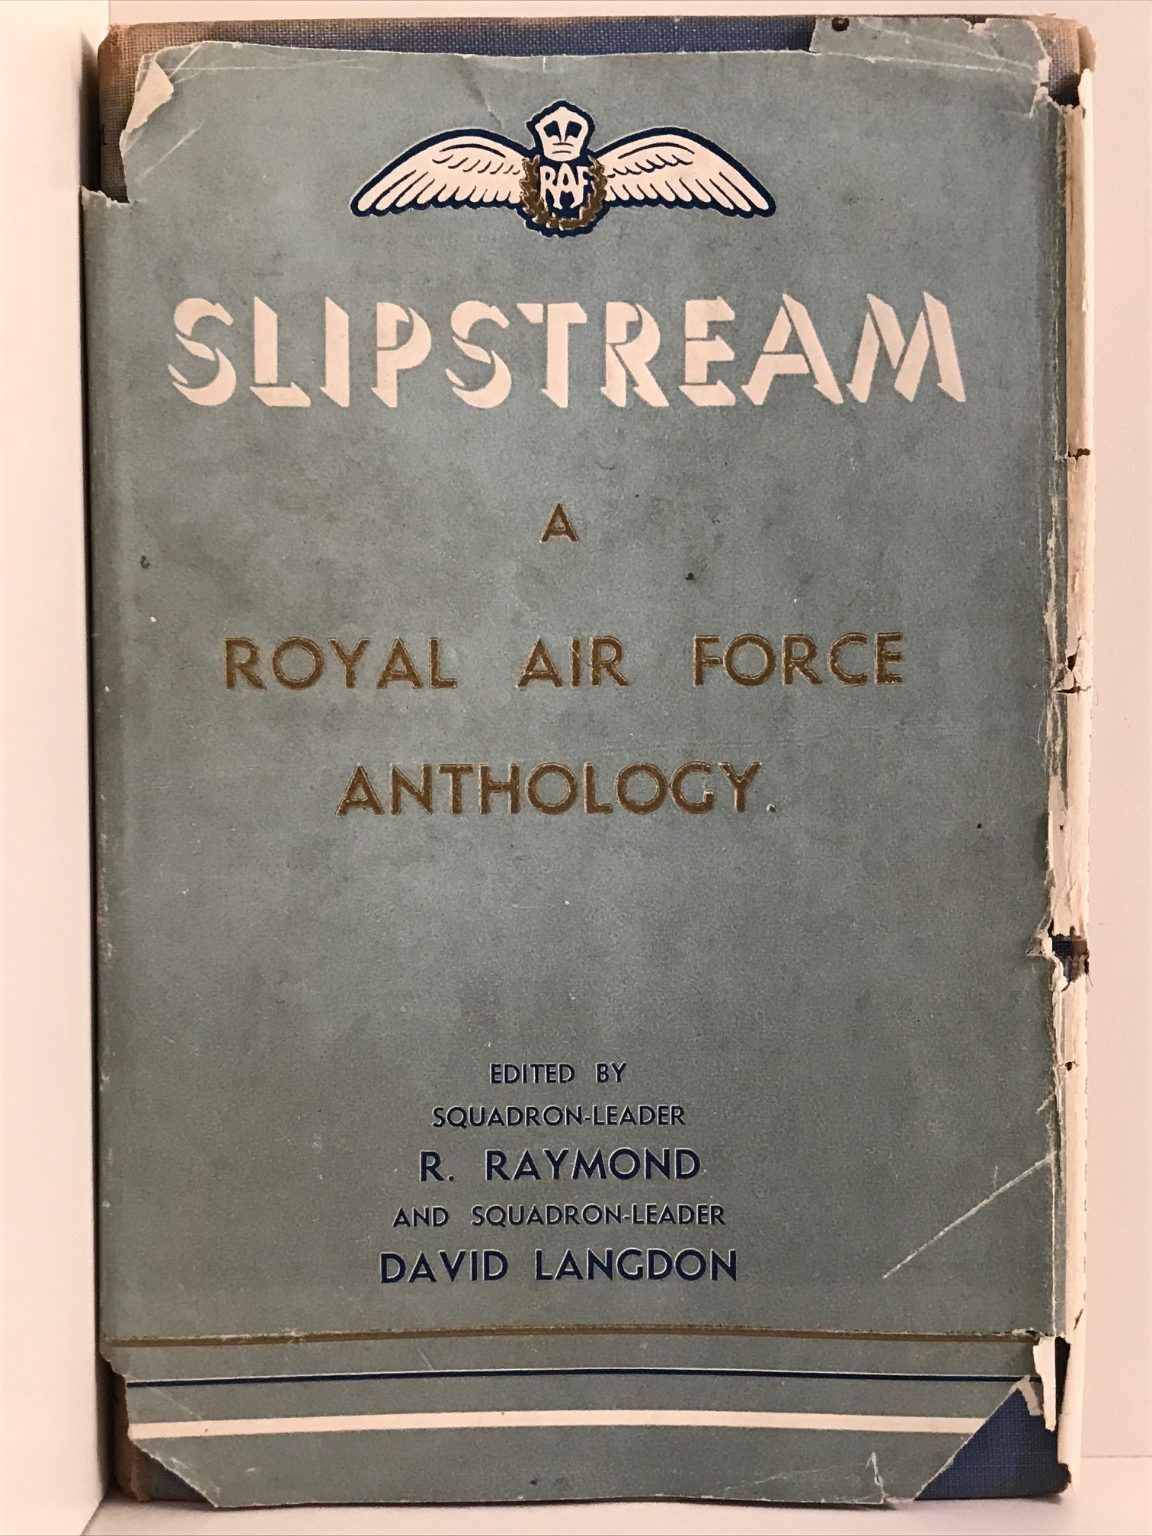 RAF
SLIPSTREAM
A
ROYAL AIR FORCE
ANTHOLOGY.
EDITED BY
SQUADRON-LEADER
R. RAYMOND
AND SQUADRON-LEADER
DAVID LANGDON